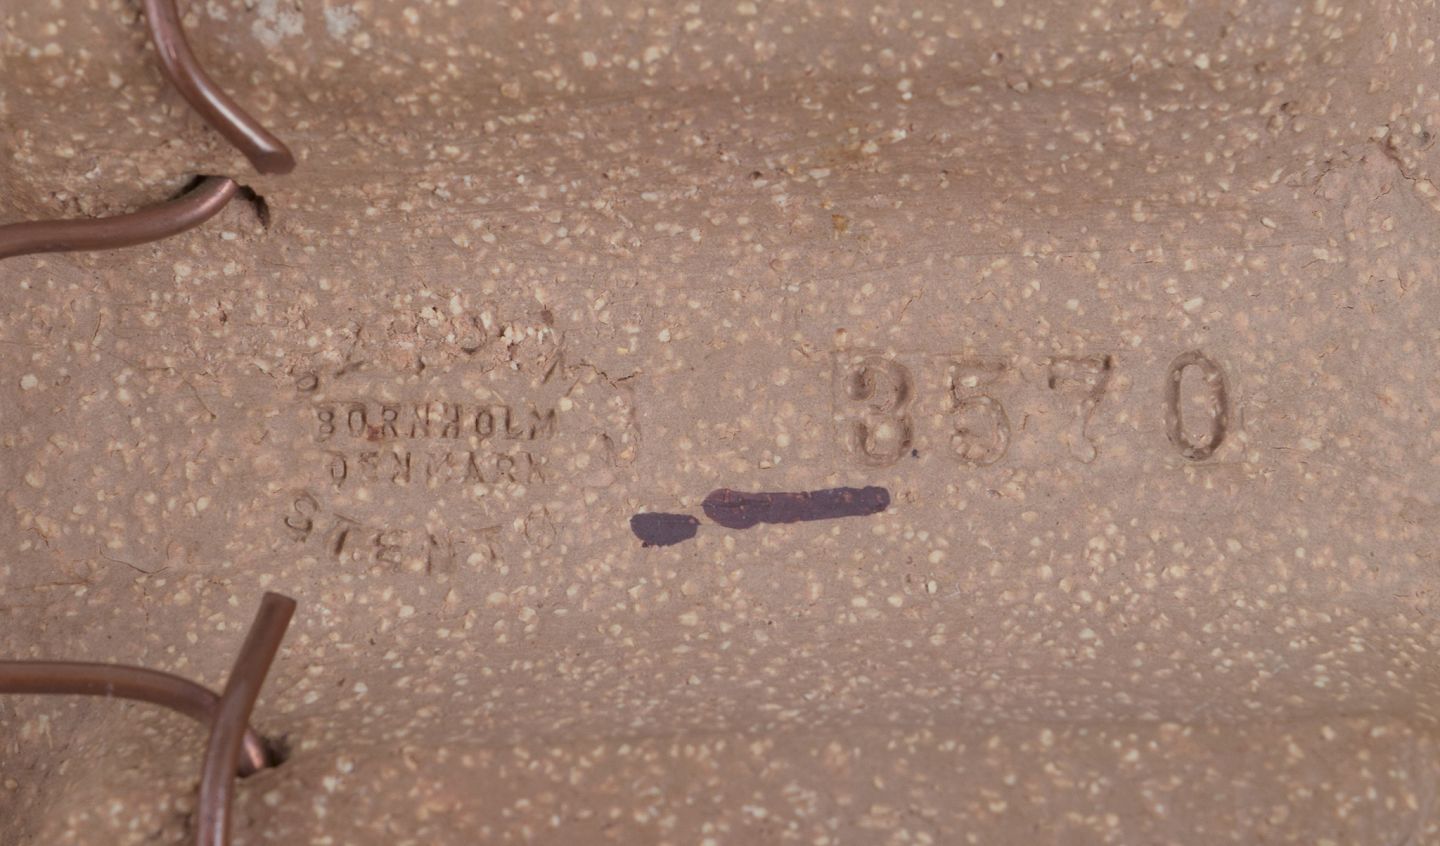 BORNHOLM
DENMARK
STENTØJ
3570